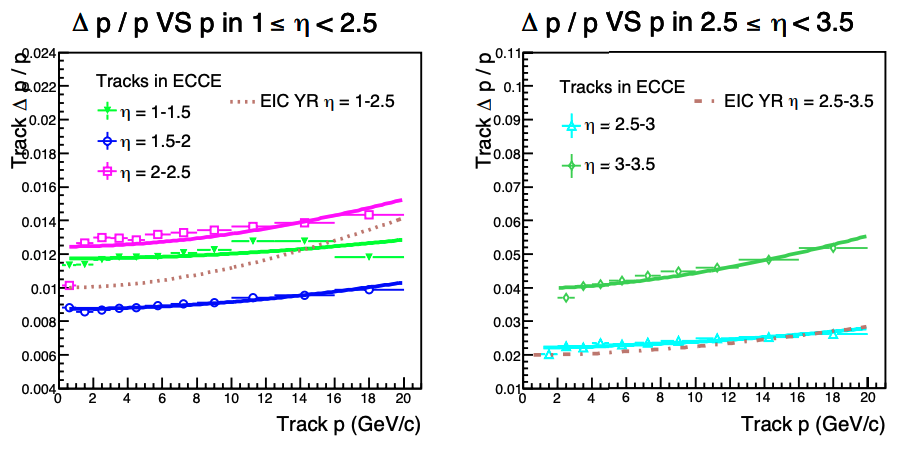 Δ p / p VS p in 1 ≤ η < 2.5
Track Δ p / p
0.024
0.022
0.02
0.018
0.016
0.014
0.012
0.01
0.008
0.006
0.004
Tracks in ECCE
η = 1-1.5
η = 1.5-2
η = 2-2.5
EIC YR η = 1-2.5
0 2 4 6 8 10 12 14 16 18 20
Track p (GeV/c)
Δ p / p VS p in 2.5 ≤ η < 3.5
Track Δ p / p
0.11
0.1
0.09
0.08
0.07
0.06
0.05
0.04
0.03
0.02
0.01
Tracks in ECCE
η = 2.5-3
η = 3-3.5
EIC YR η = 2.5-3.5
0 2 4 6 8 10 12 14 16 18 20
Track p (GeV/c)